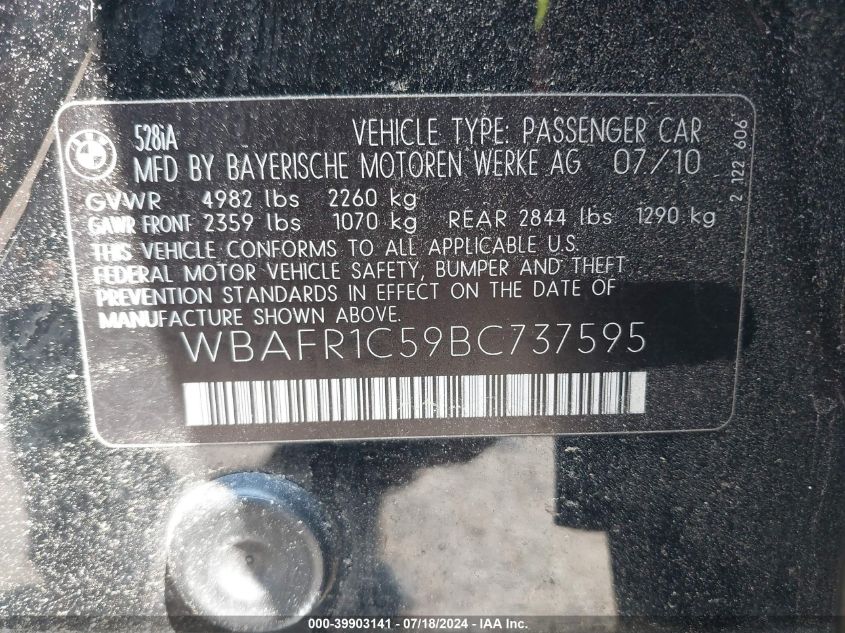 BMW
528iA VEHICLE TYPE: PASSENGER CAR
MFD BY BAYERISCHE MOTOREN WERKE AG 07/10
GVWR 4982 lbs 2260 kg
GAWR FRONT 2359 lbs 1070 kg REAR 2844 lbs 1290 kg
THIS VEHICLE CONFORMS TO ALL APPLICABLE U.S.
FEDERAL MOTOR VEHICLE SAFETY, BUMPER AND THEFT
PREVENTION STANDARDS IN EFFECT ON THE DATE OF
MANUFACTURE SHOWN ABOVE.
WBAFR1C59BC737595
2 122 606
000-39903141 - 07/18/2024 - IAA Inc.